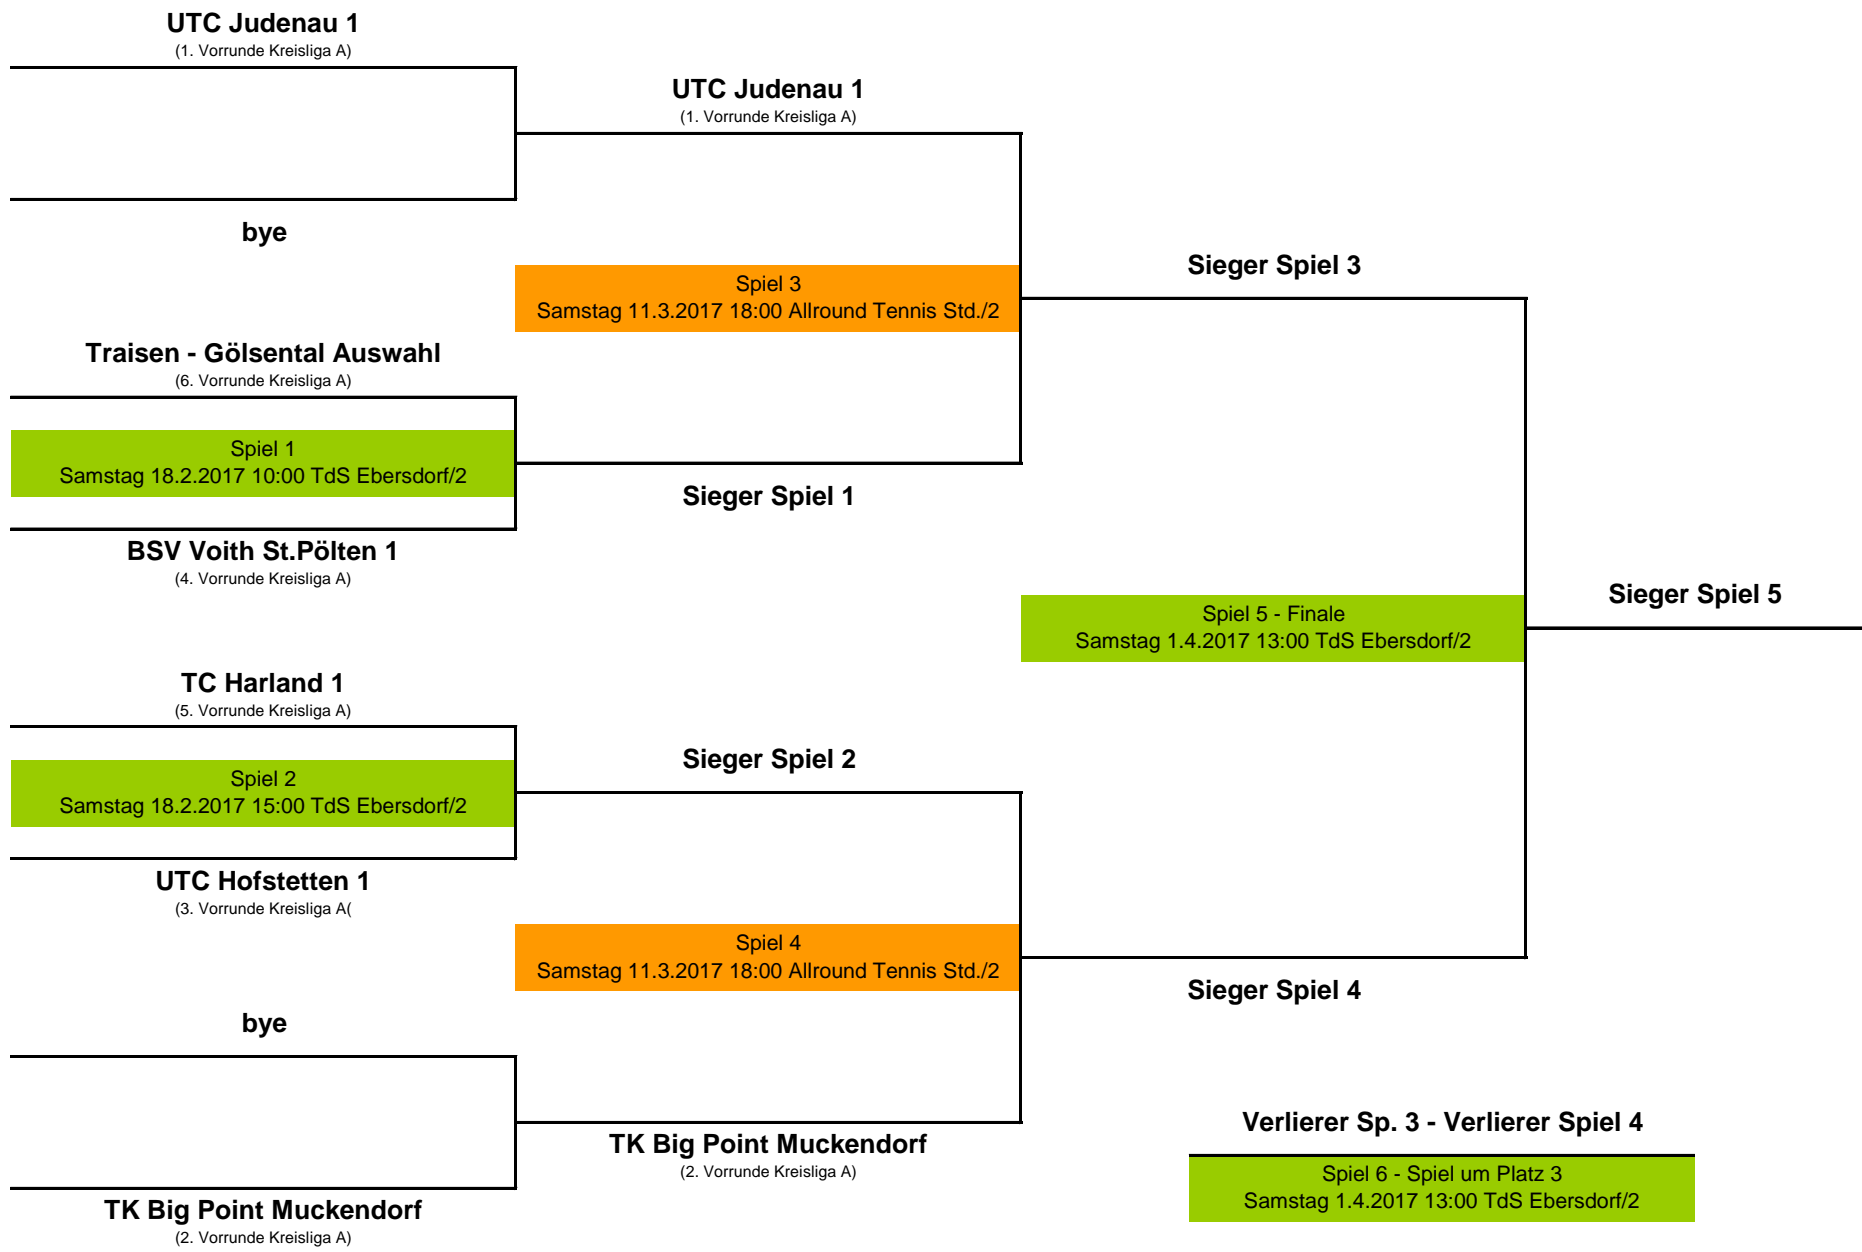 UTC Judenau 1
(1. Vorrunde Kreisliga A)
UTC Judenau 1
(1. Vorrunde Kreisliga A)
bye
Sieger Spiel 3
Spiel 3
Samstag 11.3.2017 18:00 Allround Tennis Std./2
Traisen - Gölsental Auswahl
(6. Vorrunde Kreisliga A)
Spiel 1
Samstag 18.2.2017 10:00 TdS Ebersdorf/2
Sieger Spiel 1
BSV Voith St.Pölten 1
(4. Vorrunde Kreisliga A)
Sieger Spiel 5
Spiel 5 - Finale
Samstag 1.4.2017 13:00 TdS Ebersdorf/2
TC Harland 1
(5. Vorrunde Kreisliga A)
Sieger Spiel 2
Spiel 2
Samstag 18.2.2017 15:00 TdS Ebersdorf/2
UTC Hofstetten 1
(3. Vorrunde Kreisliga A(
Spiel 4
Samstag 11.3.2017 18:00 Allround Tennis Std./2
Sieger Spiel 4
bye
Verlierer Sp. 3 - Verlierer Spiel 4
TK Big Point Muckendorf
(2. Vorrunde Kreisliga A)
Spiel 6 - Spiel um Platz 3
Samstag 1.4.2017 13:00 TdS Ebersdorf/2
TK Big Point Muckendorf
(2. Vorrunde Kreisliga A)